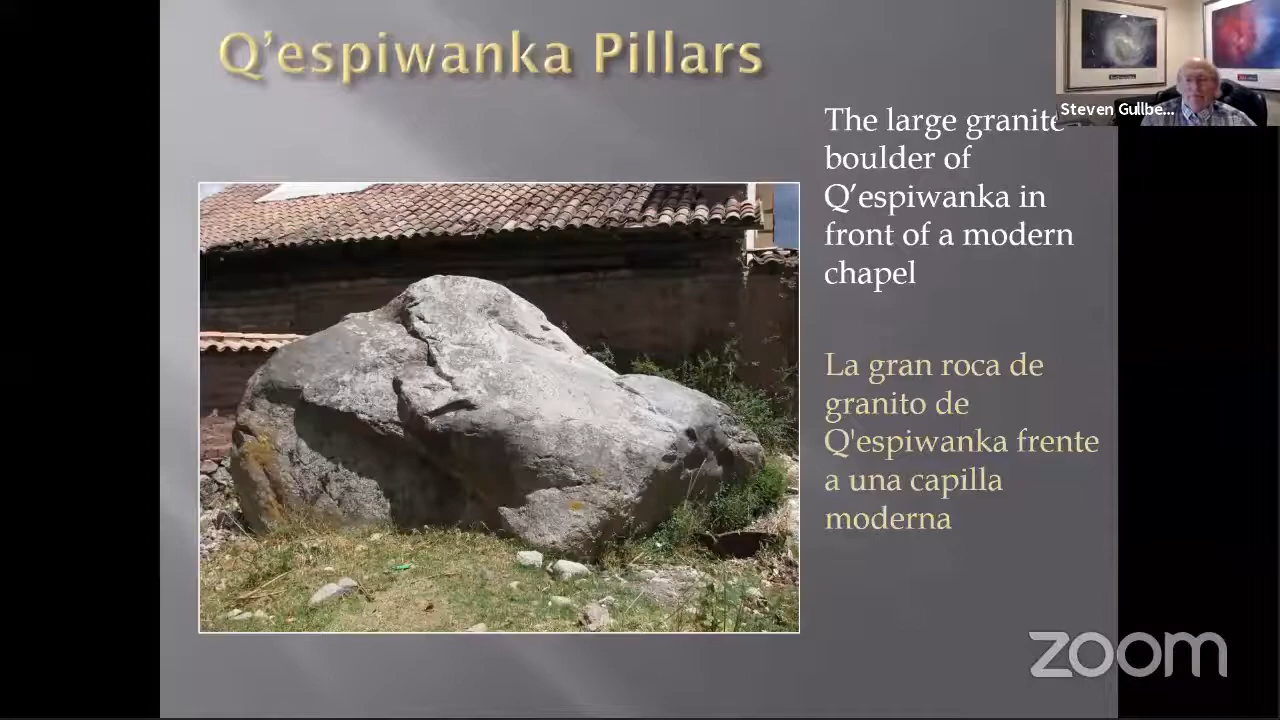 Q’espiwanka Pillars
Steven Gullbe...
The large granite
boulder of
Q’espiwanka in
front of a modern
chapel
La gran roca de
granito de
Q'espiwanka frente
a una capilla
moderna
zoom